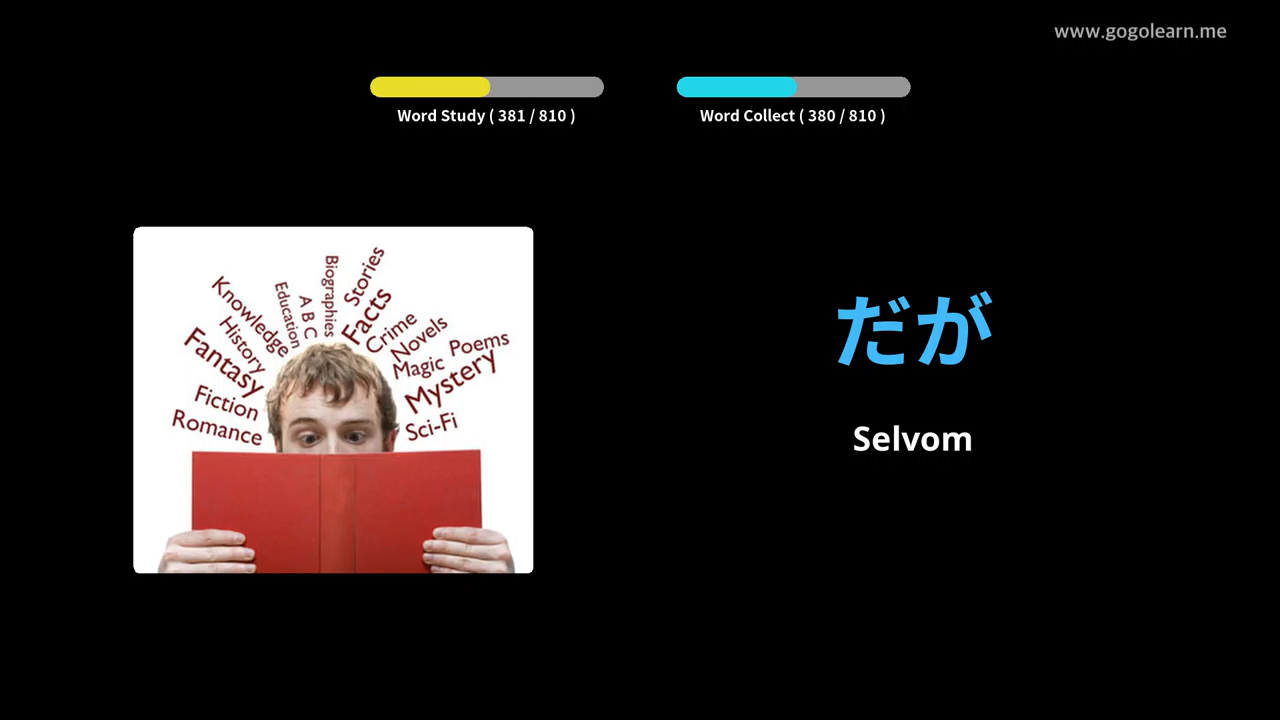 www.gogolearn.me
Word Study ( 381 / 810 )
Word Collect ( 380 / 810 )
Knowledge
History
Fantasy
Fiction
Romance
Education
A B C
Biographies
Stories
Facts
Crime
Novels
Magic
Poems
Mystery
Sci-Fi
だが
Selvom